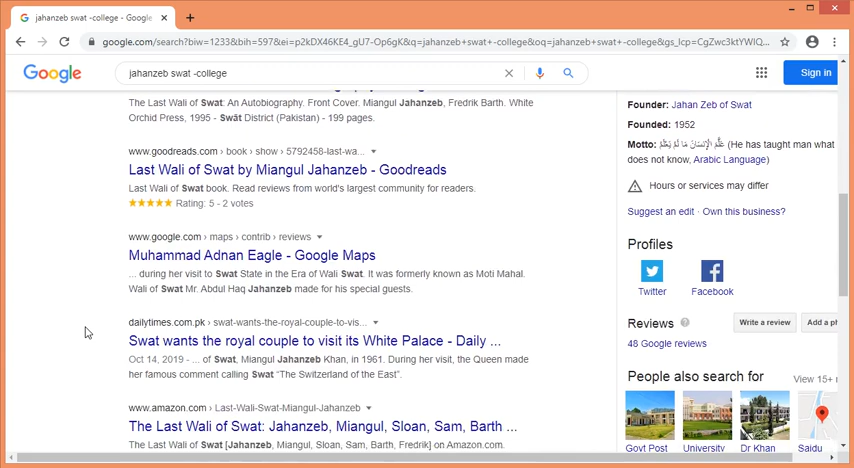 jahanzeb swat -college - Google
google.com/search?biw=1233&bih=597&ei=p2kDX46KE4_gU7-Op6gK&q=jahanzeb+swat+-college&oq=jahanzeb+swat+-college&gs_lcp=CgZwc3ktYWIQ...
Google
jahanzeb swat -college
Sign in
The Last Wali of Swat: An Autobiography. Front Cover. Miangul Jahanzeb, Fredrik Barth. White
Orchid Press, 1995 - Swāt District (Pakistan) - 199 pages.
www.goodreads.com › book › show › 5792458-last-wa...
Last Wali of Swat by Miangul Jahanzeb - Goodreads
Last Wali of Swat book. Read reviews from world's largest community for readers.
Rating: 5 - 2 votes
www.google.com › maps › contrib › reviews
Muhammad Adnan Eagle - Google Maps
... during her visit to Swat State in the Era of Wali Swat. It was formerly known as Moti Mahal.
Wali of Swat Mr. Abdul Haq Jahanzeb made for his special guests.
dailytimes.com.pk › swat-wants-the-royal-couple-to-vis...
Swat wants the royal couple to visit its White Palace - Daily ...
Oct 14, 2019 - ... of Swat, Miangul Jahanzeb Khan, in 1961. During her visit, the Queen made
her famous comment calling Swat “The Switzerland of the East”.
www.amazon.com › Last-Wali-Swat-Miangul-Jahanzeb
The Last Wali of Swat: Jahanzeb, Miangul, Sloan, Sam, Barth ...
The Last Wali of Swat [Jahanzeb, Miangul, Sloan, Sam, Barth, Fredrik] on Amazon.com.
Founder: Jahan Zeb of Swat
Founded: 1952
Motto: عَلَّمَ الْإِنسَانَ مَا لَمْ يَعْلَمْ (He has taught man what
does not know, Arabic Language)
Hours or services may differ
Suggest an edit · Own this business?
Profiles
Twitter
Facebook
Reviews
Write a review
Add a ph
48 Google reviews
People also search for
View 15+
Govt Post
University
Dr Khan
Saidu